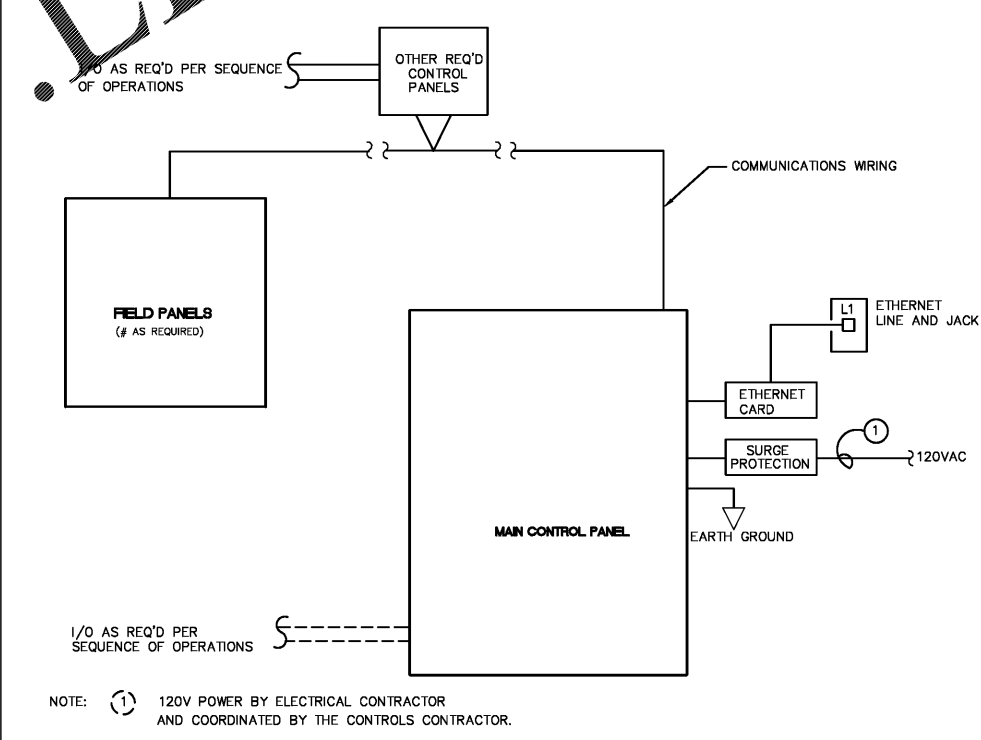 I/O AS REQ'D PER SEQUENCE
OF OPERATIONS
OTHER REQ'D
CONTROL
PANELS
COMMUNICATIONS WIRING
FIELD PANELS
(# AS REQUIRED)
L1
ETHERNET
LINE AND JACK
ETHERNET
CARD
1
SURGE
PROTECTION
120VAC
MAIN CONTROL PANEL
EARTH GROUND
I/O AS REQ'D PER
SEQUENCE OF OPERATIONS
NOTE: 1 120V POWER BY ELECTRICAL CONTRACTOR
AND COORDINATED BY THE CONTROLS CONTRACTOR.